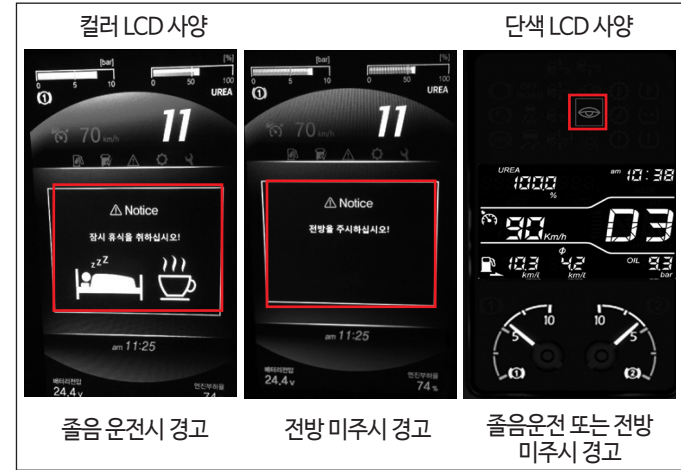 컬러 LCD 사양
단색 LCD 사양
[bar]
[%]
0 5 10
0 50 100
(1)
UREA
11
70 km/h
⚠ Notice
잠시 휴식을 취하십시오!
zzZ
am 11:25
배터리전압
24.4 v
엔진부하율
74
졸음 운전시 경고
[bar]
[%]
0 5 10
0 50 100
(1)
UREA
11
70 km/h
⚠ Notice
전방을 주시하십시오!
am 11:25
배터리전압
24.4 v
엔진부하율
74 %
전방 미주시 경고
UREA
100.0
%
am 10:38
90 Km/h
D3
10.3
km/L
Φ
4.2
km/L
OIL 9.3
bar
10 10
5 5
(1) (2)
졸음운전 또는 전방
미주시 경고